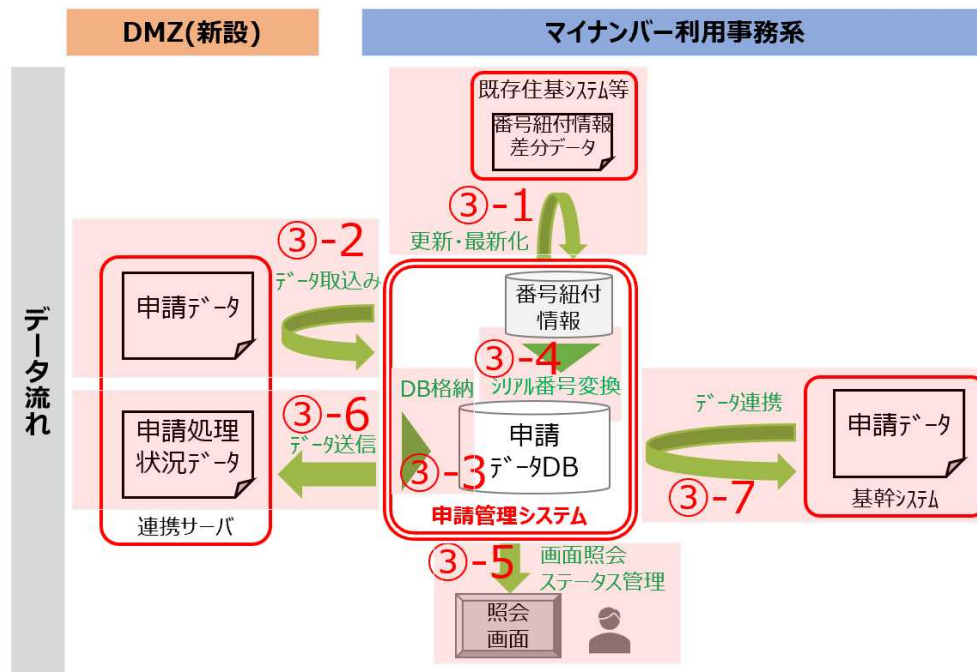 DMZ(新設)
マイナンバー利用事務系
データ流れ
既存住基ｼｽﾃﾑ等
番号紐付情報
差分データ
③-1
更新・最新化
③-2
ﾃﾞｰﾀ取込み
申請ﾃﾞｰﾀ
番号紐付
情報
③-4
ｼﾘｱﾙ番号変換
DB格納
③-6
ﾃﾞｰﾀ送信
申請処理
状況データ
連携サーバ
③-3
申請
データDB
申請管理システム
ﾃﾞｰﾀ連携
③-7
申請ﾃﾞｰﾀ
基幹ｼｽﾃﾑ
③-5
画面照会
ステータス管理
照会
画面